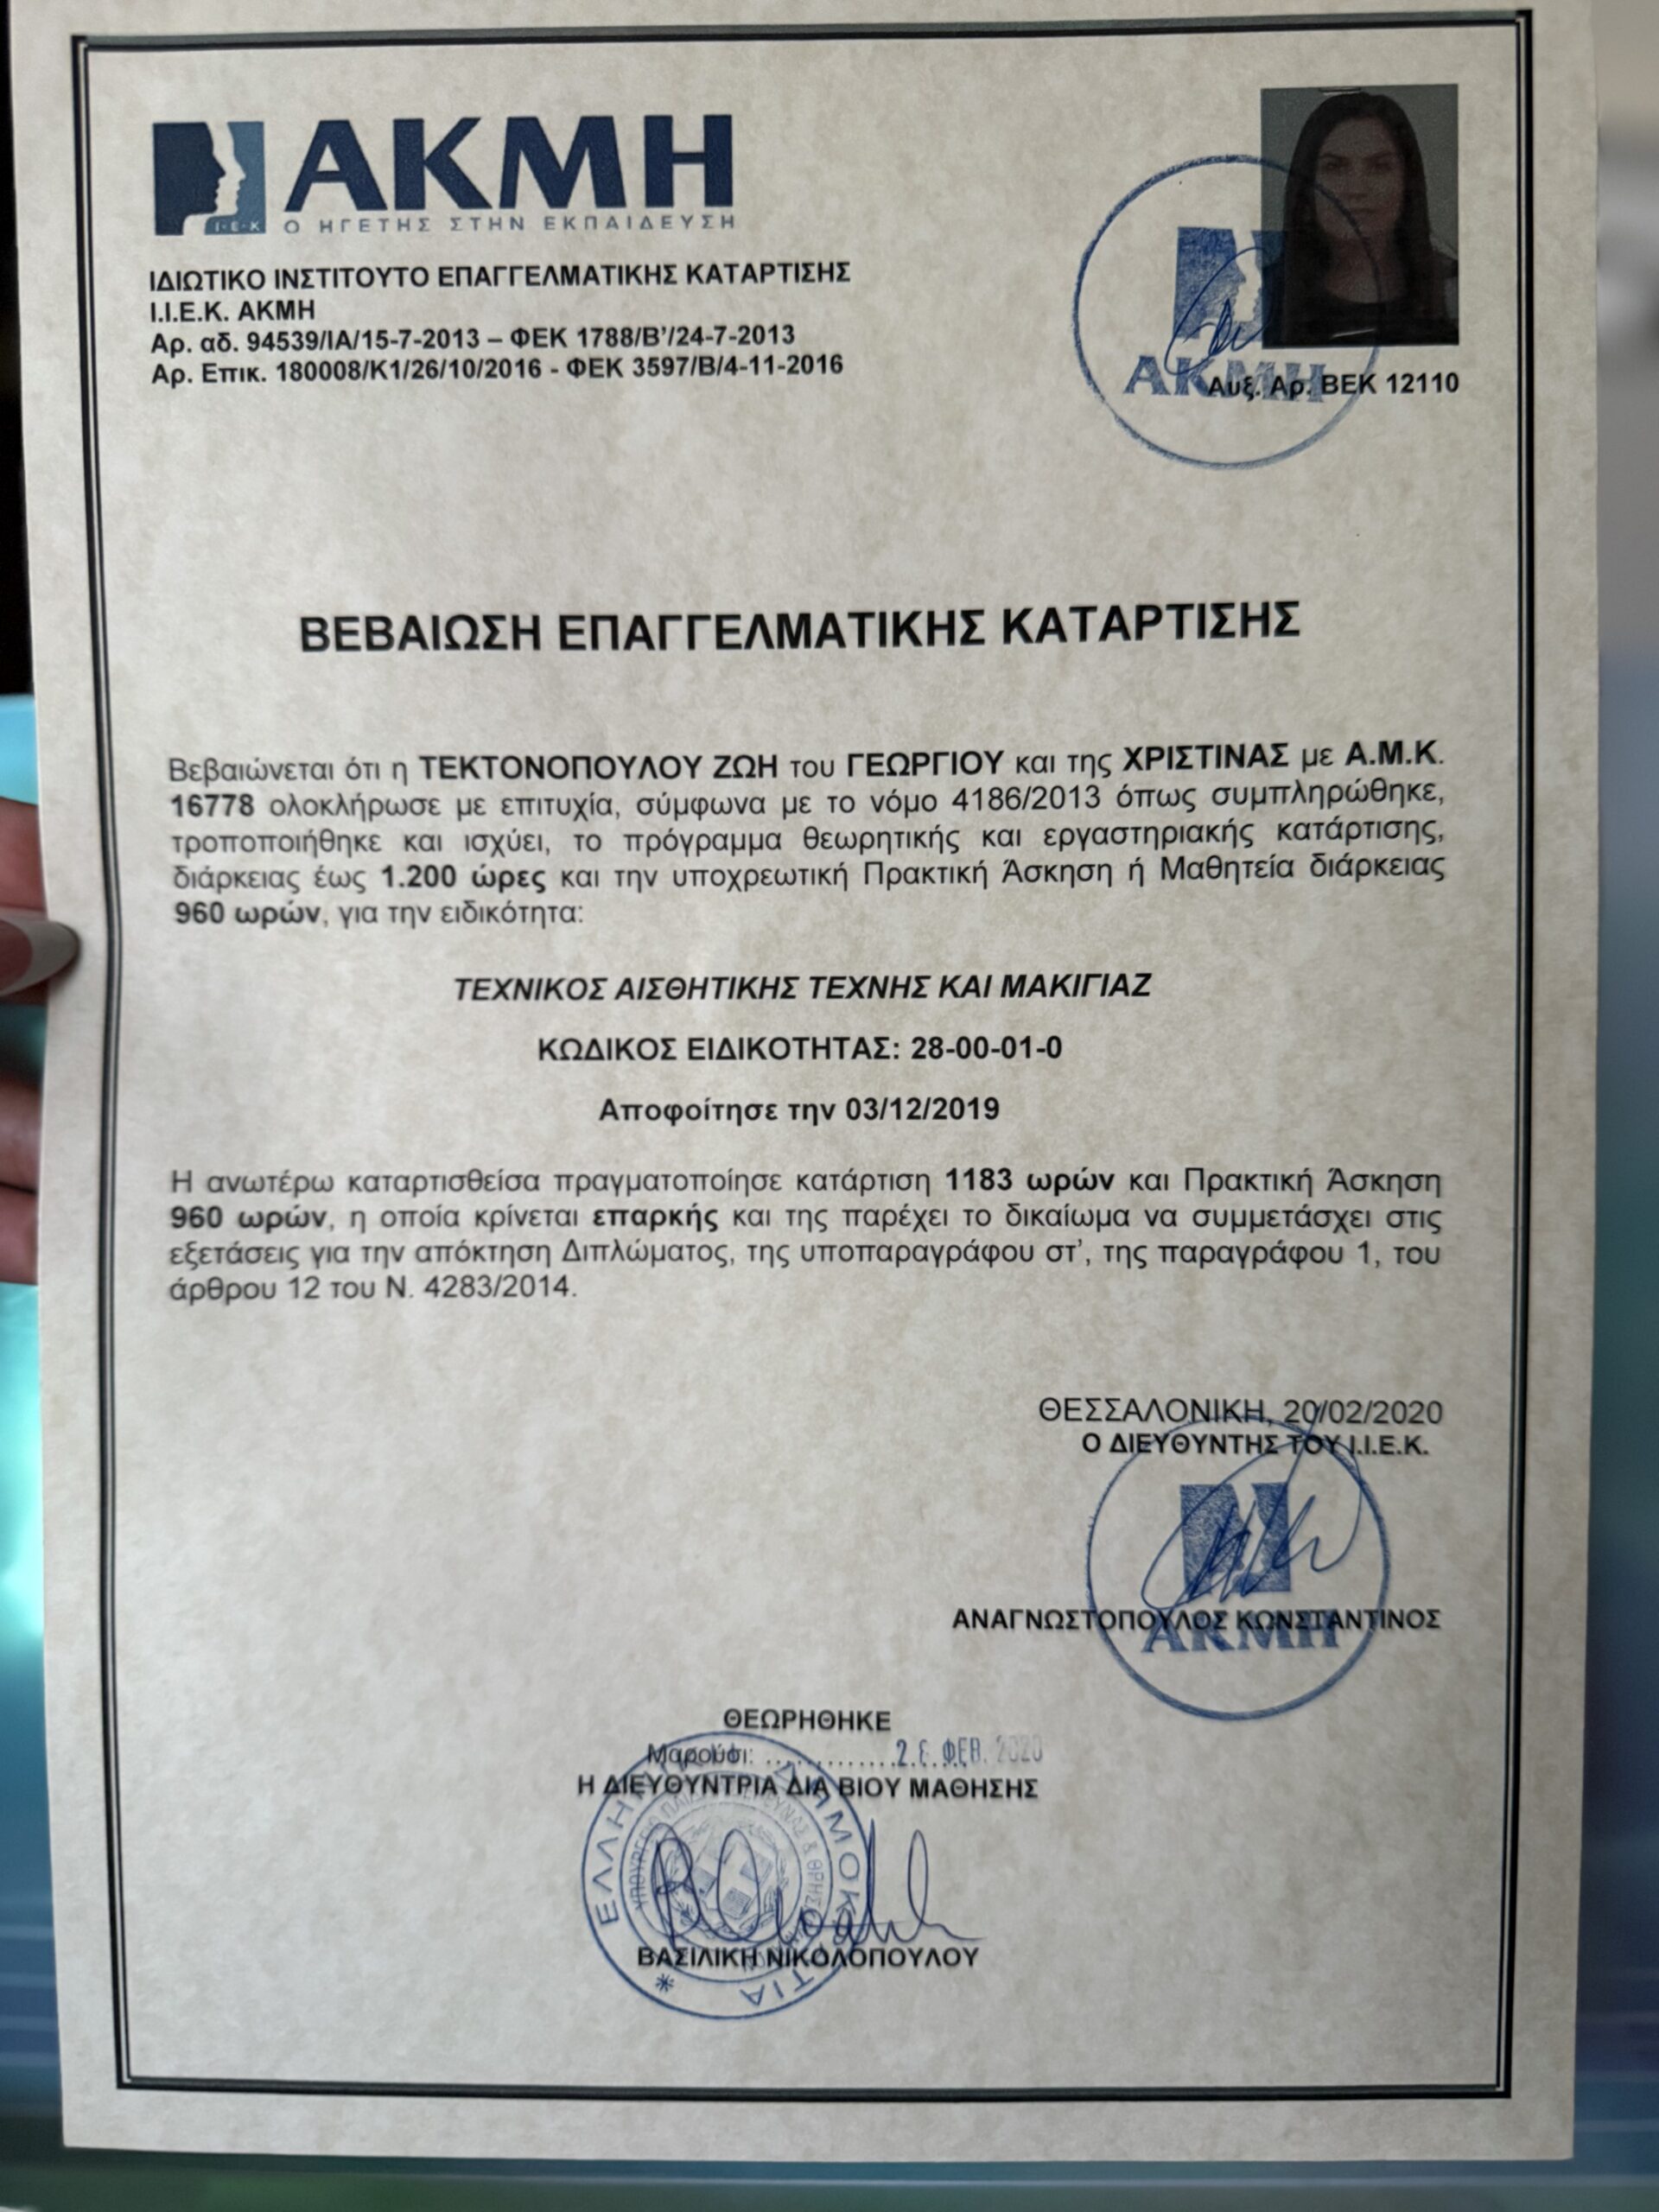 Ι·Ε·Κ ΑΚΜΗ
Ο ΗΓΕΤΗΣ ΣΤΗΝ ΕΚΠΑΙΔΕΥΣΗ
ΙΔΙΩΤΙΚΟ ΙΝΣΤΙΤΟΥΤΟ ΕΠΑΓΓΕΛΜΑΤΙΚΗΣ ΚΑΤΑΡΤΙΣΗΣ
Ι.Ι.Ε.Κ. ΑΚΜΗ
Αρ. αδ. 94539/ΙΑ/15-7-2013 – ΦΕΚ 1788/Β’/24-7-2013
Αρ. Επικ. 180008/Κ1/26/10/2016 - ΦΕΚ 3597/Β/4-11-2016
ΑΚΜΗ
Αυξ. Αρ. ΒΕΚ 12110
ΒΕΒΑΙΩΣΗ ΕΠΑΓΓΕΛΜΑΤΙΚΗΣ ΚΑΤΑΡΤΙΣΗΣ
Βεβαιώνεται ότι η ΤΕΚΤΟΝΟΠΟΥΛΟΥ ΖΩΗ του ΓΕΩΡΓΙΟΥ και της ΧΡΙΣΤΙΝΑΣ με Α.Μ.Κ.
16778 ολοκλήρωσε με επιτυχία, σύμφωνα με το νόμο 4186/2013 όπως συμπληρώθηκε,
τροποποιήθηκε και ισχύει, το πρόγραμμα θεωρητικής και εργαστηριακής κατάρτισης,
διάρκειας έως 1.200 ώρες και την υποχρεωτική Πρακτική Άσκηση ή Μαθητεία διάρκειας
960 ωρών, για την ειδικότητα:
ΤΕΧΝΙΚΟΣ ΑΙΣΘΗΤΙΚΗΣ ΤΕΧΝΗΣ ΚΑΙ ΜΑΚΙΓΙΑΖ
ΚΩΔΙΚΟΣ ΕΙΔΙΚΟΤΗΤΑΣ: 28-00-01-0
Αποφοίτησε την 03/12/2019
Η ανωτέρω καταρτισθείσα πραγματοποίησε κατάρτιση 1183 ωρών και Πρακτική Άσκηση
960 ωρών, η οποία κρίνεται επαρκής και της παρέχει το δικαίωμα να συμμετάσχει στις
εξετάσεις για την απόκτηση Διπλώματος, της υποπαραγράφου στ’, της παραγράφου 1, του
άρθρου 12 του Ν. 4283/2014.
ΘΕΣΣΑΛΟΝΙΚΗ, 20/02/2020
Ο ΔΙΕΥΘΥΝΤΗΣ ΤΟΥ Ι.Ι.Ε.Κ.
ΑΝΑΓΝΩΣΤΟΠΟΥΛΟΣ ΚΩΝΣΤΑΝΤΙΝΟΣ
ΑΚΜΗ
ΘΕΩΡΗΘΗΚΕ
Μαρούσι: ΦΕΒ. 2020
Η ΔΙΕΥΘΥΝΤΡΙΑ ΔΙΑ ΒΙΟΥ ΜΑΘΗΣΗΣ
ΒΑΣΙΛΙΚΗ ΝΙΚΟΛΟΠΟΥΛΟΥ